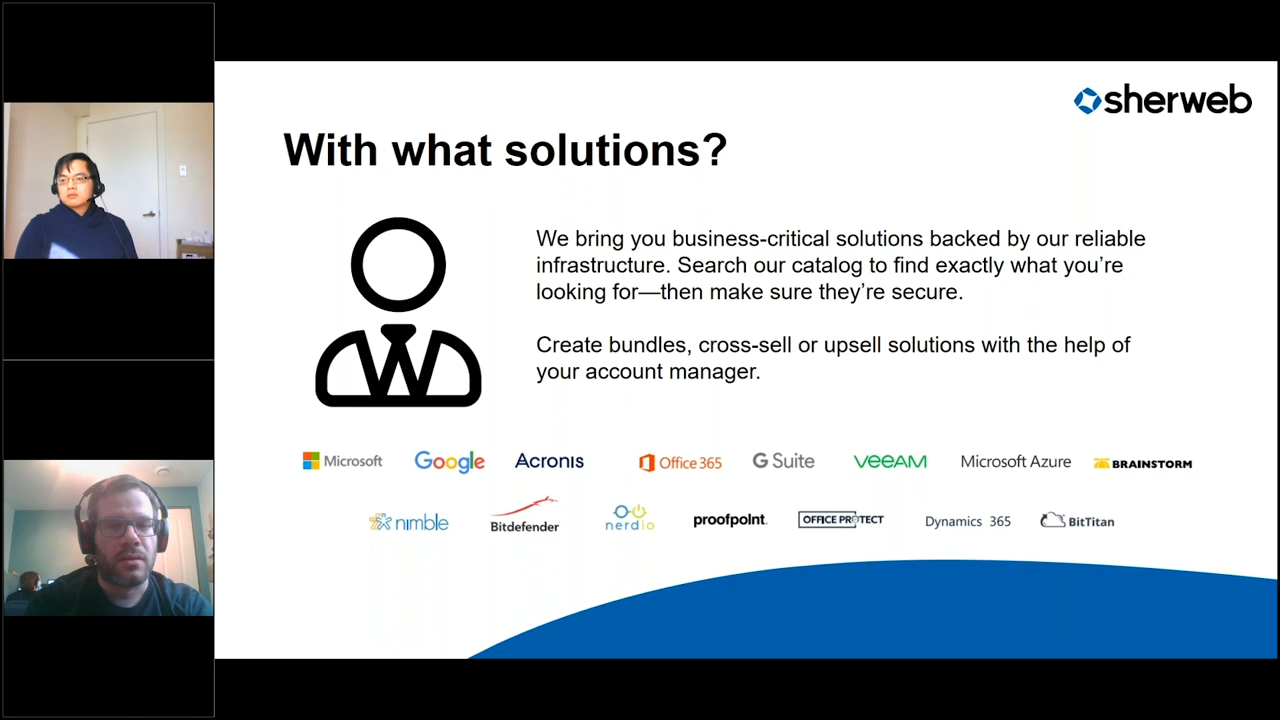 sherweb
With what solutions?
We bring you business-critical solutions backed by our reliable
infrastructure. Search our catalog to find exactly what you're
looking for—then make sure they're secure.
Create bundles, cross-sell or upsell solutions with the help of
your account manager.
Microsoft Google Acronis Office 365 G Suite veeAM Microsoft Azure BRAINSTORM
nimble Bitdefender nerdio proofpoint. OFFICE PROTECT Dynamics 365 BitTitan